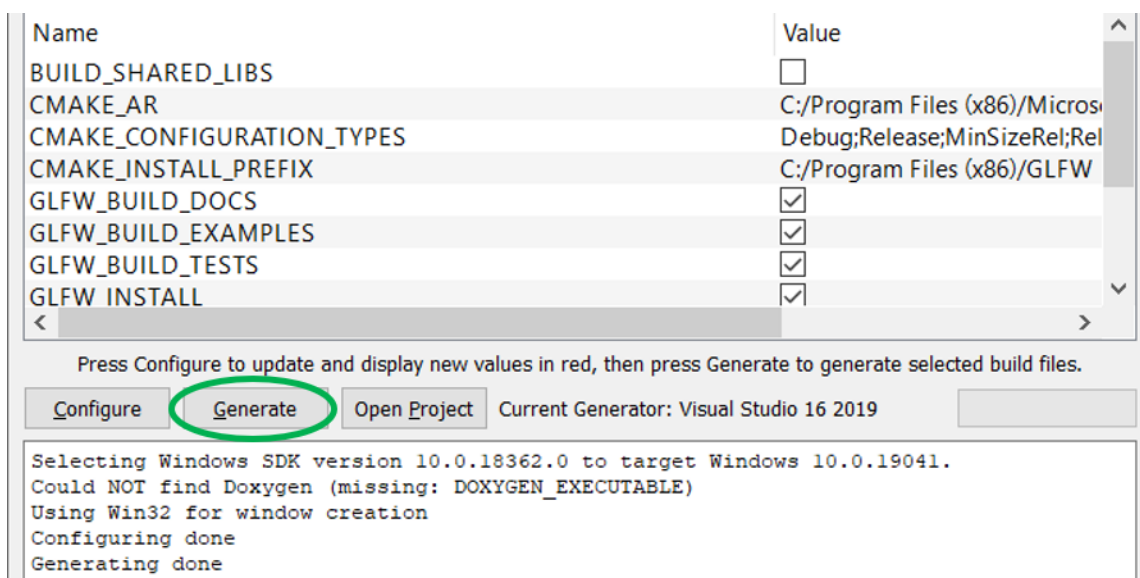 Name Value
BUILD_SHARED_LIBS
CMAKE_AR C:/Program Files (x86)/Micros
CMAKE_CONFIGURATION_TYPES Debug;Release;MinSizeRel;Rel
CMAKE_INSTALL_PREFIX C:/Program Files (x86)/GLFW
GLFW_BUILD_DOCS
GLFW_BUILD_EXAMPLES
GLFW_BUILD_TESTS
GLFW_INSTALL
Press Configure to update and display new values in red, then press Generate to generate selected build files.
Configure Generate Open Project Current Generator: Visual Studio 16 2019
Selecting Windows SDK version 10.0.18362.0 to target Windows 10.0.19041.
Could NOT find Doxygen (missing: DOXYGEN_EXECUTABLE)
Using Win32 for window creation
Configuring done
Generating done